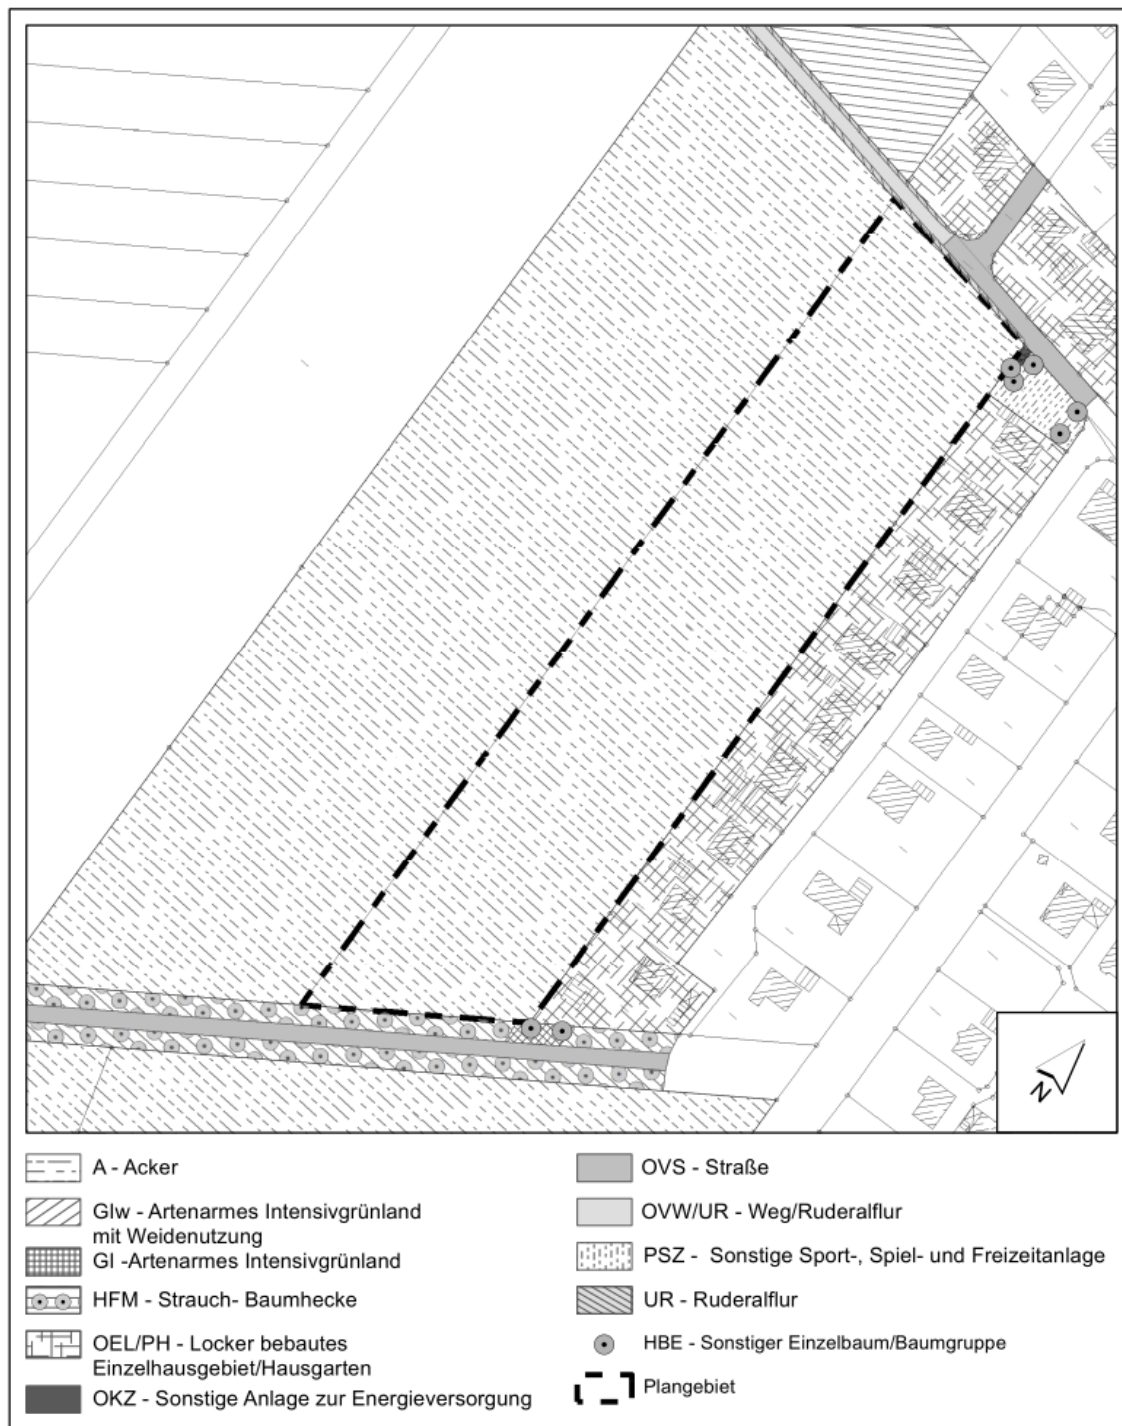 N
A - Acker
GIw - Artenarmes Intensivgrünland
mit Weidenutzung
GI -Artenarmes Intensivgrünland
HFM - Strauch- Baumhecke
OEL/PH - Locker bebautes
Einzelhausgebiet/Hausgarten
OKZ - Sonstige Anlage zur Energieversorgung
OVS - Straße
OVW/UR - Weg/Ruderalflur
PSZ - Sonstige Sport-, Spiel- und Freizeitanlage
UR - Ruderalflur
HBE - Sonstiger Einzelbaum/Baumgruppe
Plangebiet